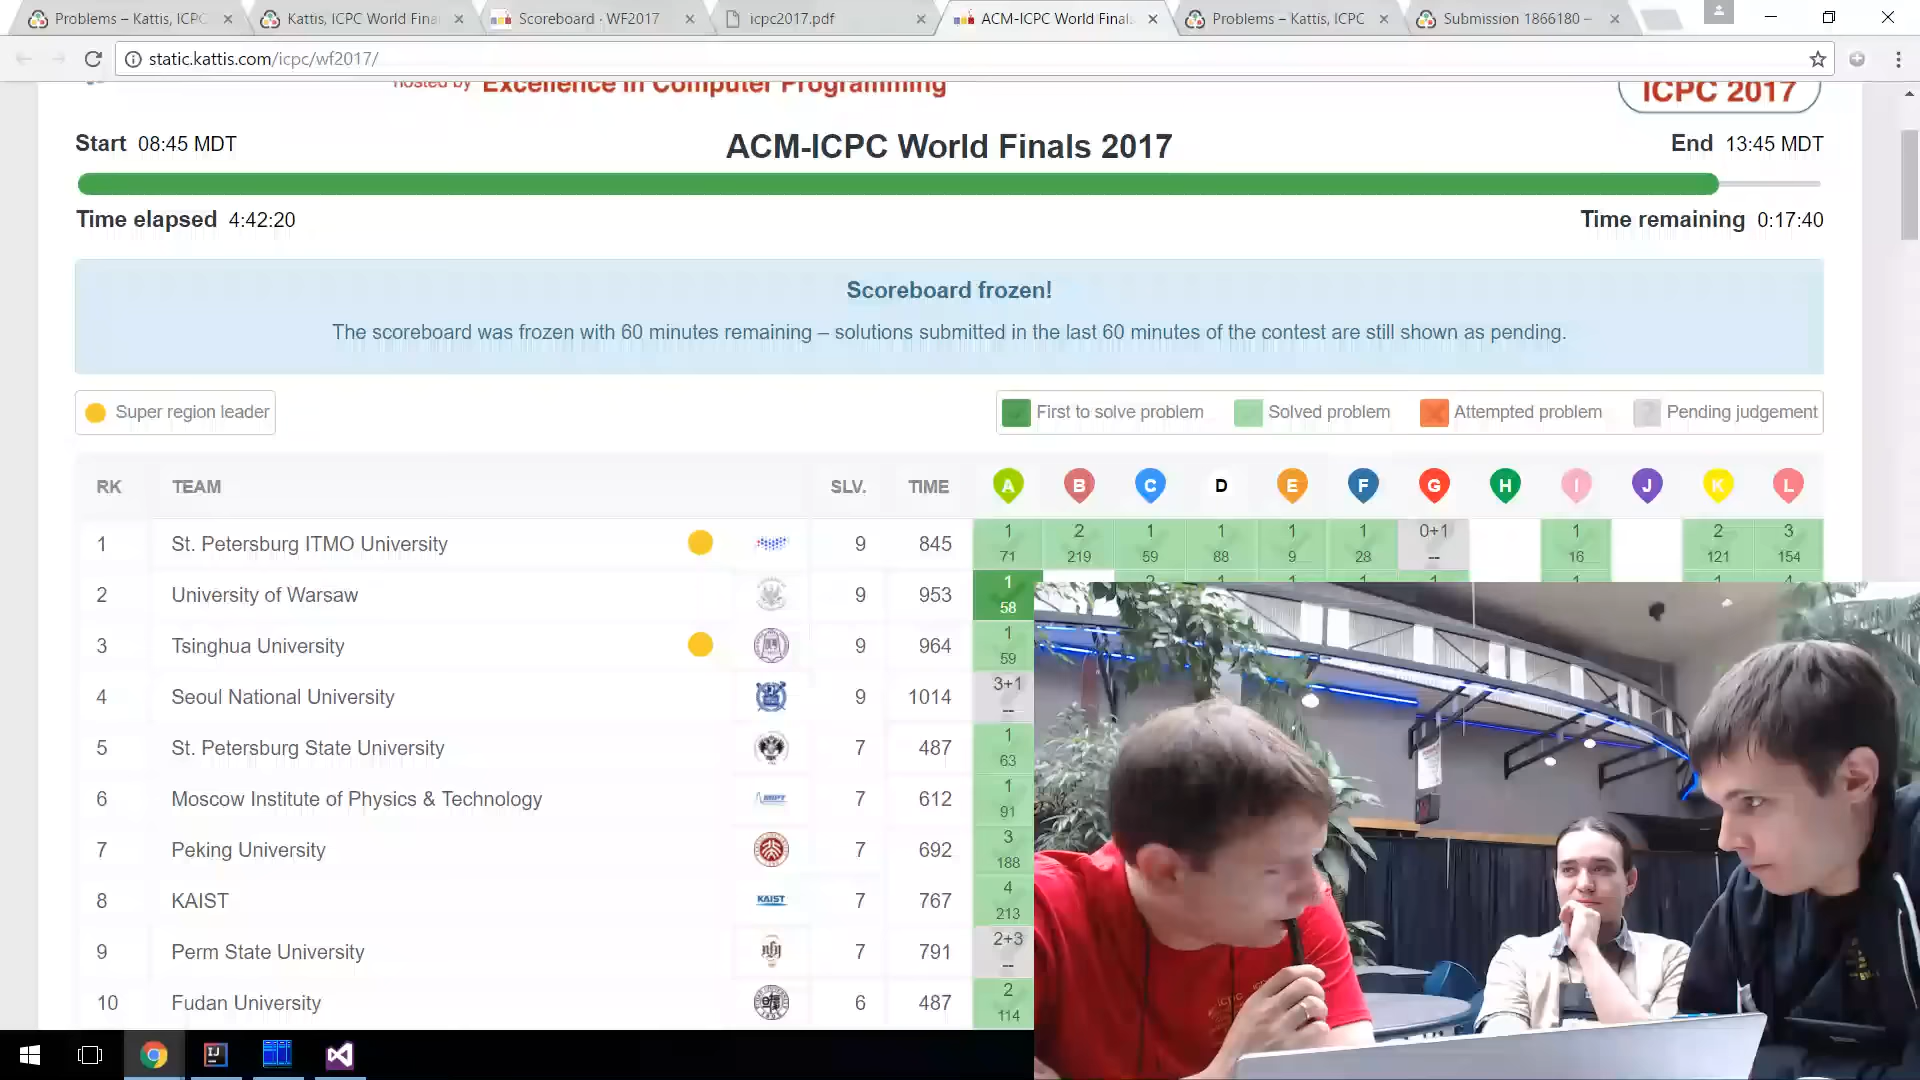 Problems – Kattis, ICPC
Kattis, ICPC World Fina
Scoreboard · WF2017
icpc2017.pdf
ACM-ICPC World Finals
Problems – Kattis, ICPC
Submission 1866180 –
static.kattis.com/icpc/wf2017/
hosted by Excellence in Computer Programming
ICPC 2017
Start 08:45 MDT
ACM-ICPC World Finals 2017
End 13:45 MDT
Time elapsed 4:42:20
Time remaining 0:17:40
Scoreboard frozen!
The scoreboard was frozen with 60 minutes remaining – solutions submitted in the last 60 minutes of the contest are still shown as pending.
Super region leader
First to solve problem
Solved problem
Attempted problem
Pending judgement
RK TEAM SLV. TIME A B C D E F G H I J K L
1 St. Petersburg ITMO University 9 845 1 2 1 1 1 1 0+1 1 2 3
71 219 59 88 9 28 -- 16 121 154
2 University of Warsaw 9 953 1
58
3 Tsinghua University 9 964 1
59
4 Seoul National University 9 1014 3+1
--
5 St. Petersburg State University 7 487 1
63
6 Moscow Institute of Physics & Technology 7 612 1
91
7 Peking University 7 692 3
188
8 KAIST KAIST 7 767 4
213
9 Perm State University 7 791 2+3
--
10 Fudan University 6 487 2
114